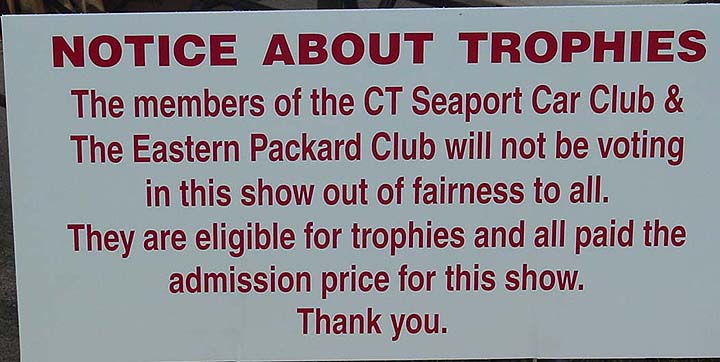 NOTICE ABOUT TROPHIES
The members of the CT Seaport Car Club &
The Eastern Packard Club will not be voting
in this show out of fairness to all.
They are eligible for trophies and all paid the
admission price for this show.
Thank you.